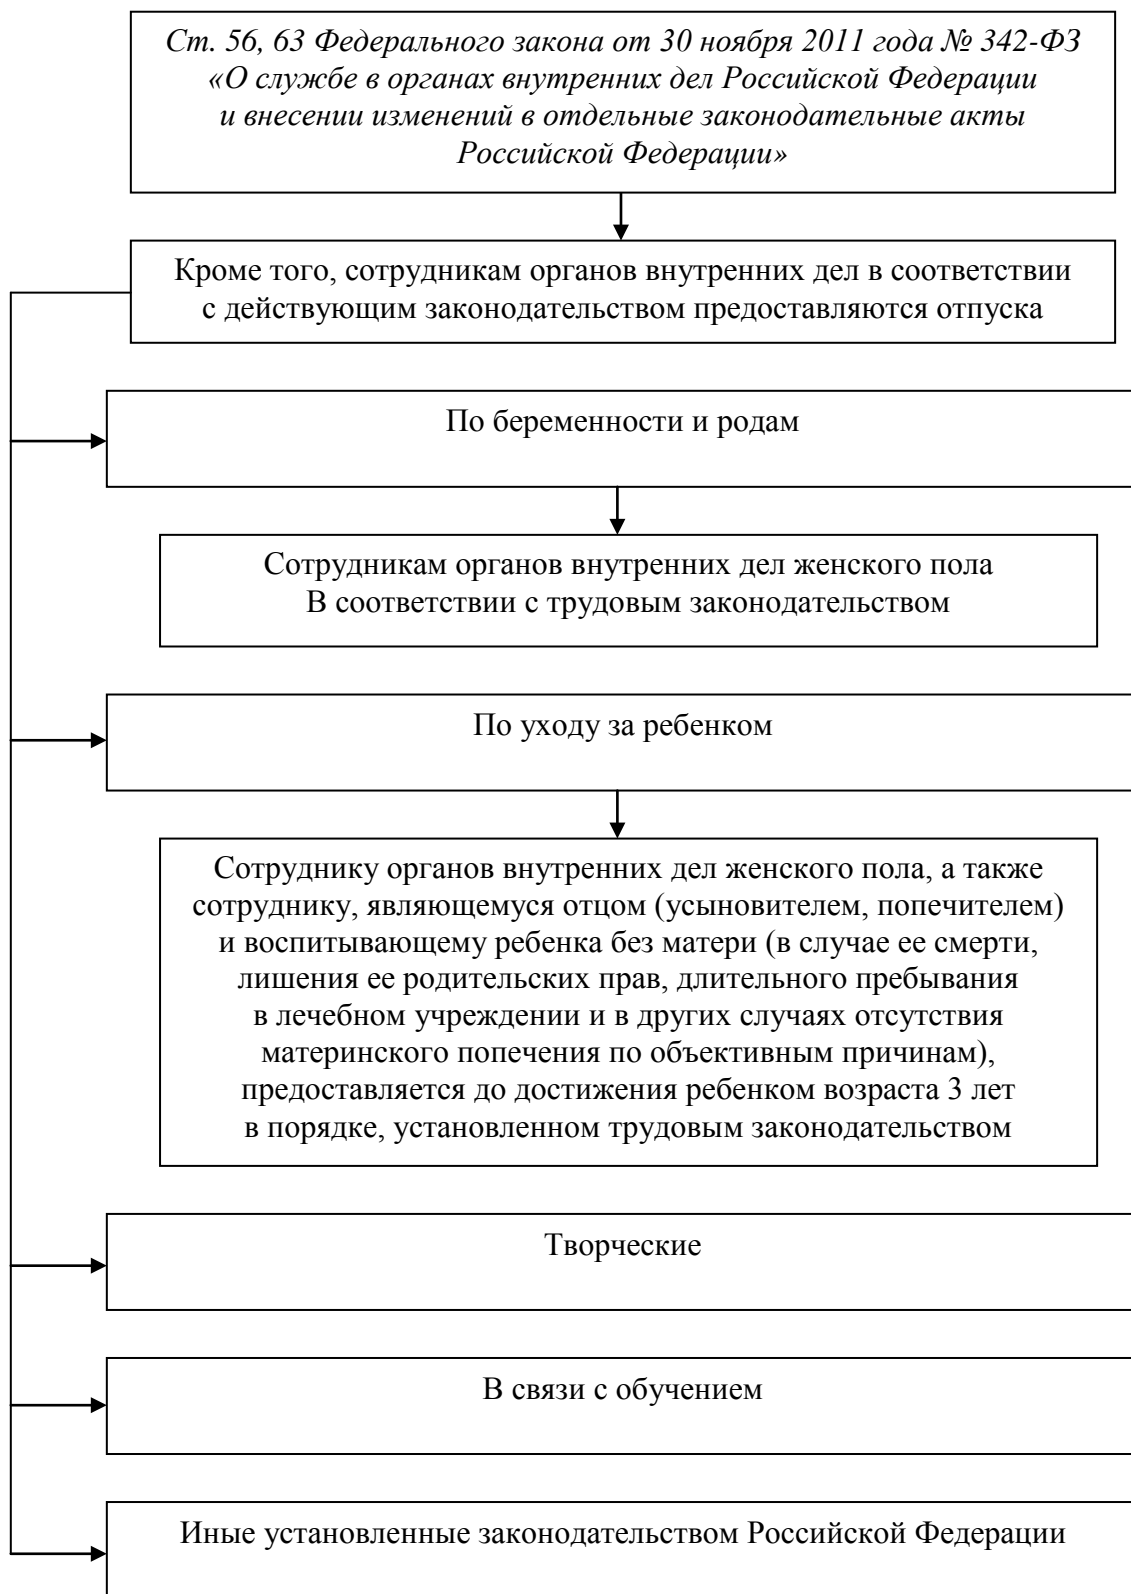 Ст. 56, 63 Федерального закона от 30 ноября 2011 года № 342-ФЗ
«О службе в органах внутренних дел Российской Федерации
и внесении изменений в отдельные законодательные акты
Российской Федерации»
Кроме того, сотрудникам органов внутренних дел в соответствии
с действующим законодательством предоставляются отпуска
По беременности и родам
Сотрудникам органов внутренних дел женского пола
В соответствии с трудовым законодательством
По уходу за ребенком
Сотруднику органов внутренних дел женского пола, а также
сотруднику, являющемуся отцом (усыновителем, попечителем)
и воспитывающему ребенка без матери (в случае ее смерти,
лишения ее родительских прав, длительного пребывания
в лечебном учреждении и в других случаях отсутствия
материнского попечения по объективным причинам),
предоставляется до достижения ребенком возраста 3 лет
в порядке, установленном трудовым законодательством
Творческие
В связи с обучением
Иные установленные законодательством Российской Федерации